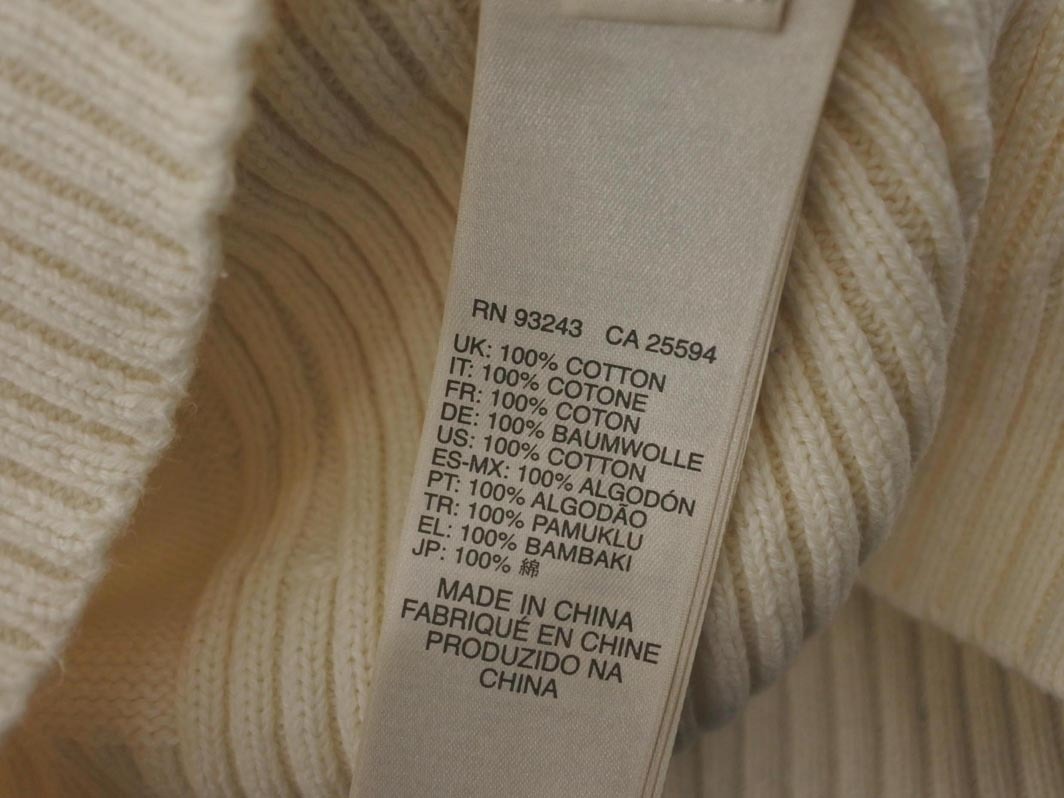 RN 93243 CA 25594
UK: 100% COTTON
IT: 100% COTONE
FR: 100% COTON
DE: 100% BAUMWOLLE
US: 100% COTTON
ES-MX: 100% ALGODÓN
PT: 100% ALGODÃO
TR: 100% PAMUKLU
EL: 100% BAMBAKI
JP: 100% 綿
MADE IN CHINA
FABRIQUÉ EN CHINE
PRODUZIDO NA
CHINA